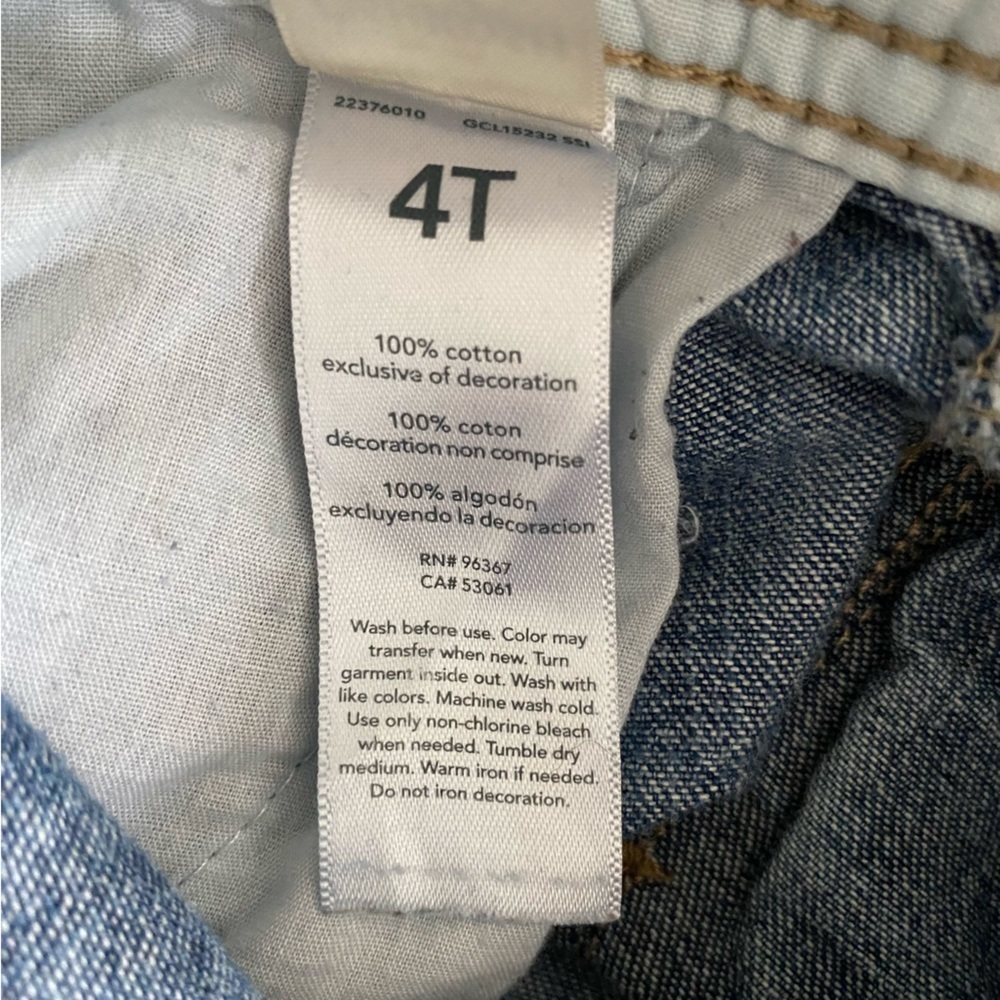 22376010 GCL15232 SSI
4T
100% cotton
exclusive of decoration
100% coton
décoration non comprise
100% algodón
excluyendo la decoracion
RN# 96367
CA# 53061
Wash before use. Color may
transfer when new. Turn
garment inside out. Wash with
like colors. Machine wash cold.
Use only non-chlorine bleach
when needed. Tumble dry
medium. Warm iron if needed.
Do not iron decoration.